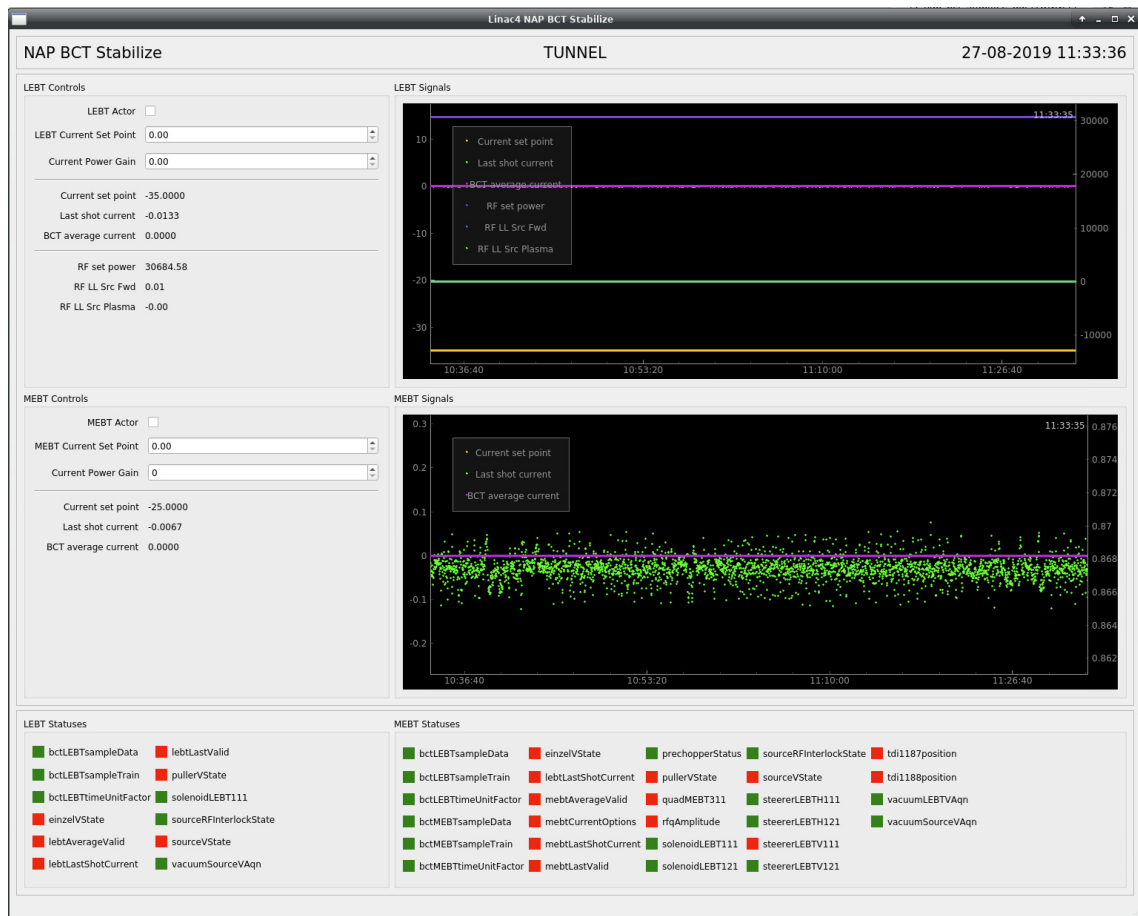 Linac4 NAP BCT Stabilize
NAP BCT Stabilize TUNNEL 27-08-2019 11:33:36
LEBT Controls
LEBT Actor
LEBT Current Set Point 0.00
Current Power Gain 0.00
Current set point -35.0000
Last shot current -0.0133
BCT average current 0.0000
RF set power 30684.58
RF LL Src Fwd 0.01
RF LL Src Plasma -0.00
LEBT Signals
11:33:35
10
0
-10
-20
-30
Current set point
Last shot current
BCT average current
RF set power
RF LL Src Fwd
RF LL Src Plasma
30000
20000
10000
0
-10000
10:36:40 10:53:20 11:10:00 11:26:40
MEBT Controls
MEBT Actor
MEBT Current Set Point 0.00
Current Power Gain 0
Current set point -25.0000
Last shot current -0.0067
BCT average current 0.0000
MEBT Signals
11:33:35
0.3
0.2
0.1
0
-0.1
-0.2
Current set point
Last shot current
BCT average current
0.876
0.874
0.872
0.87
0.868
0.866
0.864
0.862
10:36:40 10:53:20 11:10:00 11:26:40
LEBT Statuses
bctLEBTsampleData lebtLastValid
bctLEBTsampleTrain pullerVState
bctLEBTtimeUnitFactor solenoidLEBT111
einzelVState sourceRFInterlockState
lebtAverageValid sourceVState
lebtLastShotCurrent vacuumSourceVAqn
MEBT Statuses
bctLEBTsampleData einzelVState prechopperStatus sourceRFInterlockState tdi1187position
bctLEBTsampleTrain lebtLastShotCurrent pullerVState sourceVState tdi1188position
bctLEBTtimeUnitFactor mebtAverageValid quadMEBT311 steererLEBTH111 vacuumLEBTVAqn
bctMEBTsampleData mebtCurrentOptions rfqAmplitude steererLEBTH121 vacuumSourceVAqn
bctMEBTsampleTrain mebtLastShotCurrent solenoidLEBT111 steererLEBTV111
bctMEBTtimeUnitFactor mebtLastValid solenoidLEBT121 steererLEBTV121